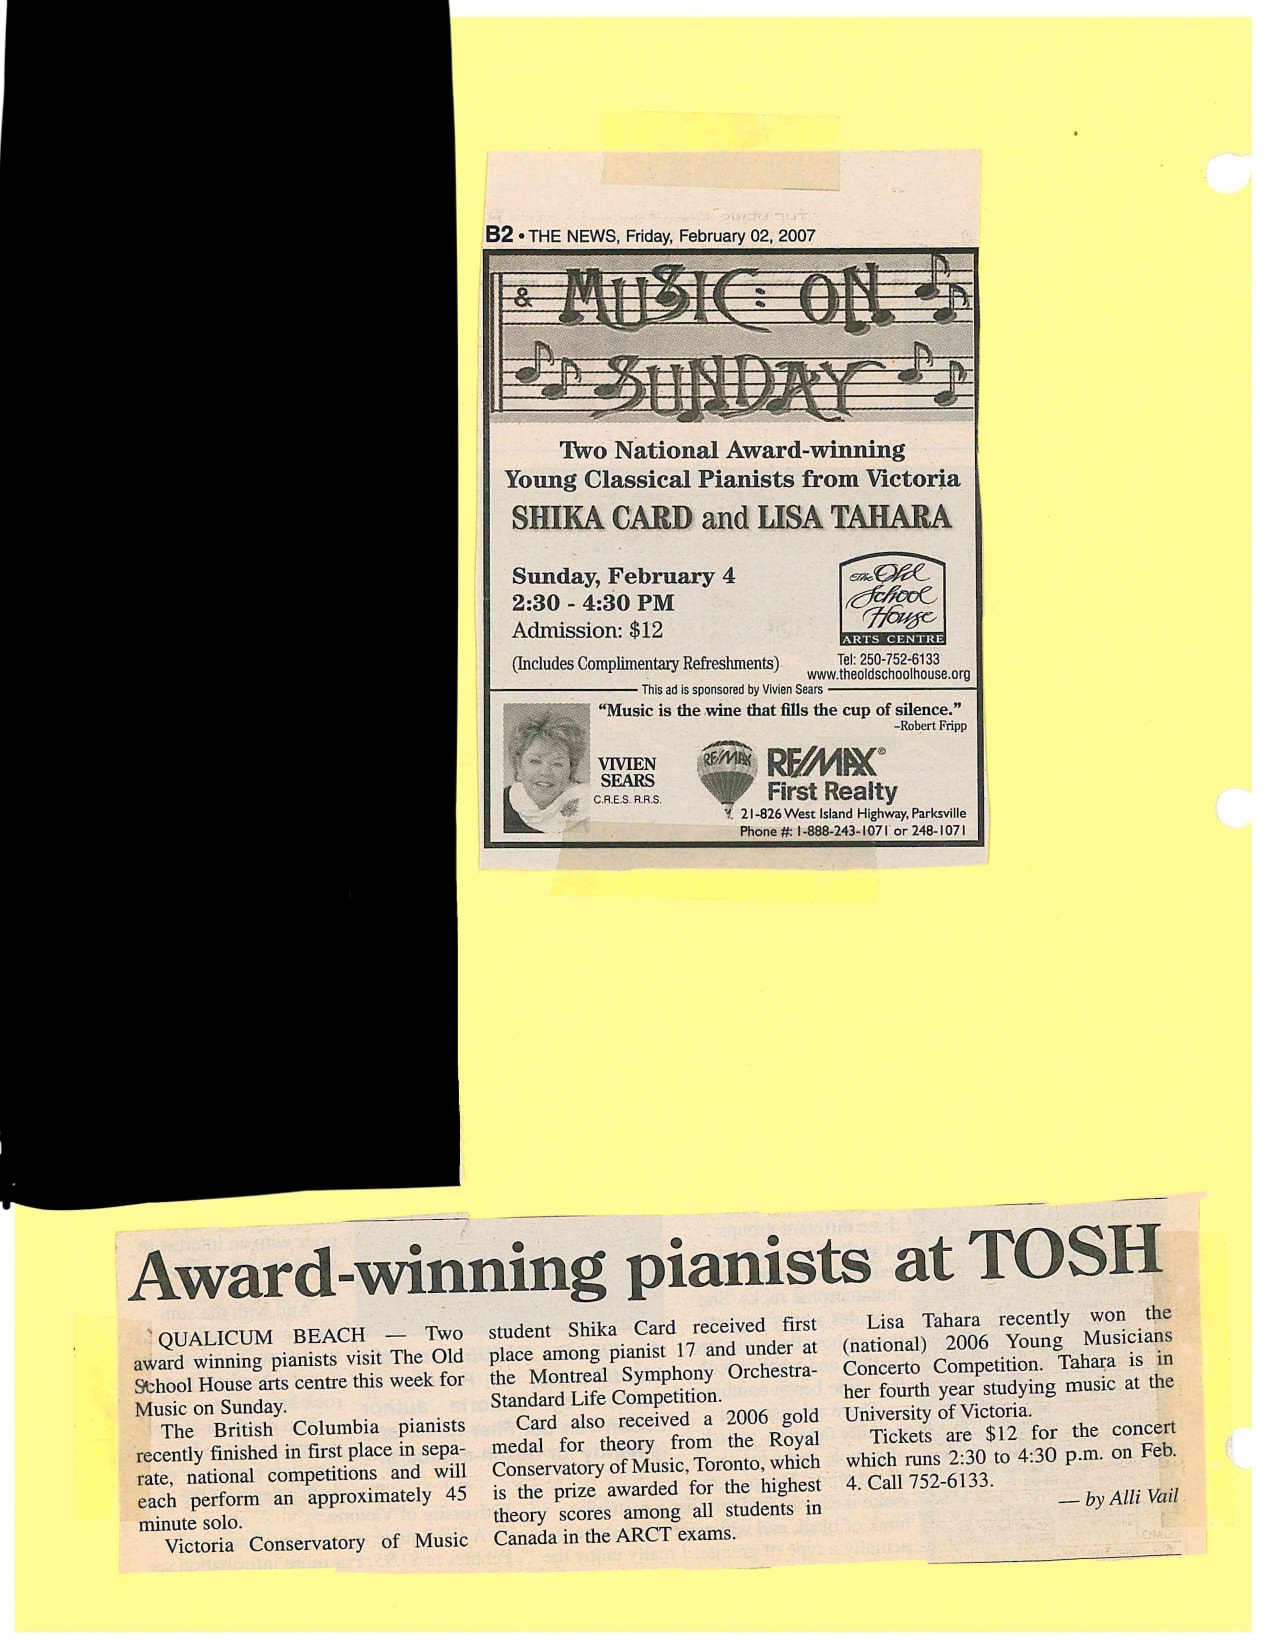 B2 • THE NEWS, Friday, February 02, 2007
& MUSIC: ON
SUNDAY
Two National Award-winning
Young Classical Pianists from Victoria
SHIKA CARD and LISA TAHARA
Sunday, February 4
2:30 - 4:30 PM
Admission: $12
(Includes Complimentary Refreshments)
The Old
School
House
ARTS CENTRE
Tel: 250-752-6133
www.theoldschoolhouse.org
This ad is sponsored by Vivien Sears
“Music is the wine that fills the cup of silence.”
–Robert Fripp
VIVIEN
SEARS
C.R.E.S. R.R.S.
RE/MAX
RE/MAX®
First Realty
21-826 West Island Highway, Parksville
Phone #: 1-888-243-1071 or 248-1071
Award-winning pianists at TOSH
QUALICUM BEACH — Two
award winning pianists visit The Old
School House arts centre this week for
Music on Sunday.
The British Columbia pianists
recently finished in first place in sepa-
rate, national competitions and will
each perform an approximately 45
minute solo.
Victoria Conservatory of Music
student Shika Card received first
place among pianist 17 and under at
the Montreal Symphony Orchestra-
Standard Life Competition.
Card also received a 2006 gold
medal for theory from the Royal
Conservatory of Music, Toronto, which
is the prize awarded for the highest
theory scores among all students in
Canada in the ARCT exams.
Lisa Tahara recently won the
(national) 2006 Young Musicians
Concerto Competition. Tahara is in
her fourth year studying music at the
University of Victoria.
Tickets are $12 for the concert
which runs 2:30 to 4:30 p.m. on Feb.
4. Call 752-6133.
— by Alli Vail